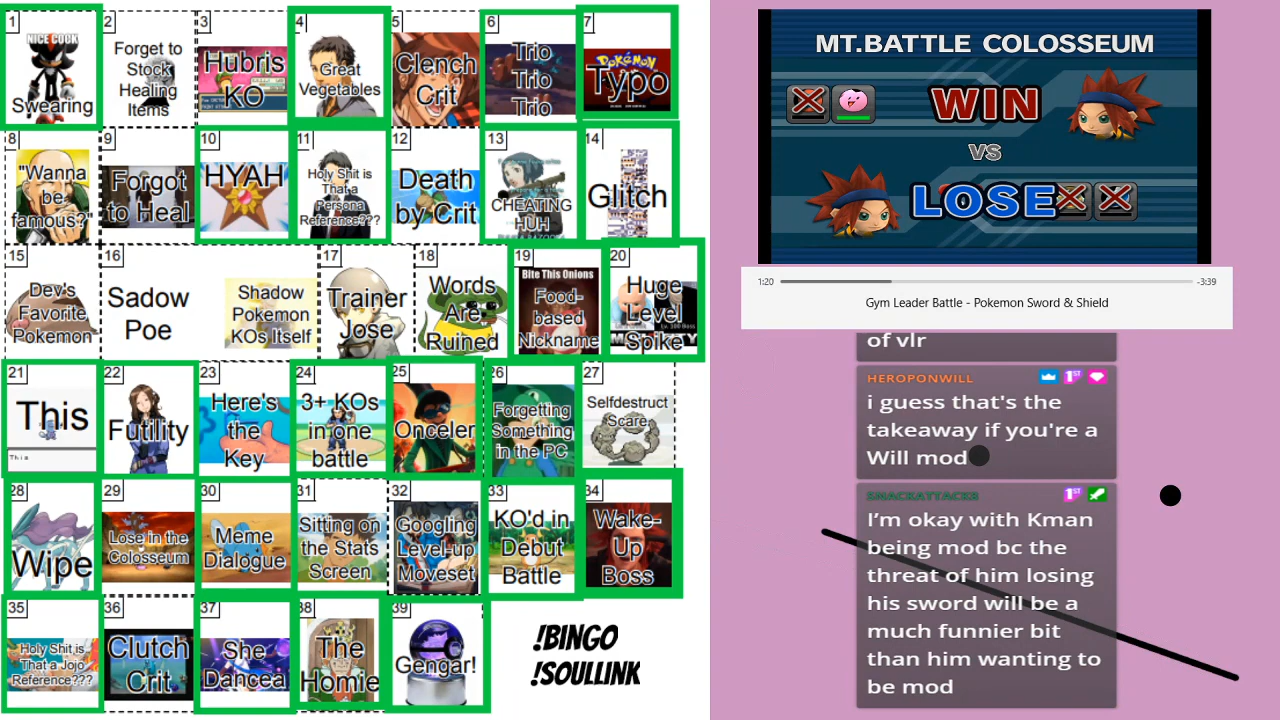 1
NICE COCK
Swearing
2
Forget to
Stock
Healing
Items
3
Hubris
KO
4
Great
Vegetables
5
Clench
Crit
6
Trio
Trio
Trio
7
POKéMON
Typo
8
"Wanna
be
famous?"
9
Forgot
to Heal
10
HYAH
11
Holy Shit is
That a
Persona
Reference???
12
Death
by Crit
13
CHEATING
HUH
14
Glitch
15
Dev's
Favorite
Pokemon
16
Sadow
Poe
Shadow
Pokemon
KOs Itself
17
Trainer
Jose
18
Words
Are
Ruined
19
Bite This Onions
Food-
based
Nickname
20
Huge
Level
Spike
21
This
This
22
Futility
23
Here's
the
Key
24
3+ KOs
in one
battle
25
Onceler
26
Forgetting
Something
in the PC
27
Selfdestruct
Scare
28
Wipe
29
Lose in the
Colosseum
30
Meme
Dialogue
31
Sitting on
the Stats
Screen
32
Googling
Level-up
Moveset
33
KO'd in
Debut
Battle
34
Wake-
Up
Boss
35
Holy Shit is
That a Jojo
Reference???
36
Clutch
Crit
37
She
Dancea
38
The
Homie
39
Gengar!
!BINGO
!SOULLINK
MT.BATTLE COLOSSEUM
WIN
VS
LOSE
1:20
-3:39
Gym Leader Battle - Pokemon Sword & Shield
of vlr
HEROPONWILL
1ST
i guess that's the
takeaway if you're a
Will mod
SMACKATTACK8
1ST
I'm okay with Kman
being mod bc the
threat of him losing
his sword will be a
much funnier bit
than him wanting to
be mod